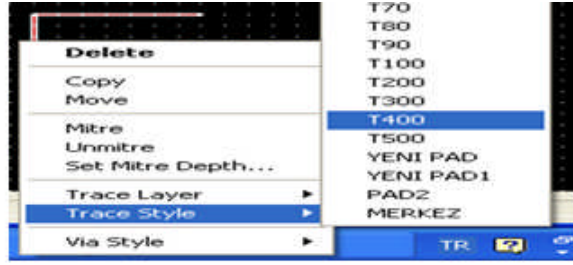 Delete
Copy
Move
Mitre
Unmitre
Set Mitre Depth...
Trace Layer
Trace Style
Via Style
T70
T80
T90
T100
T200
T300
T400
T500
YENI PAD
YENI PAD1
PAD2
MERKEZ
TR